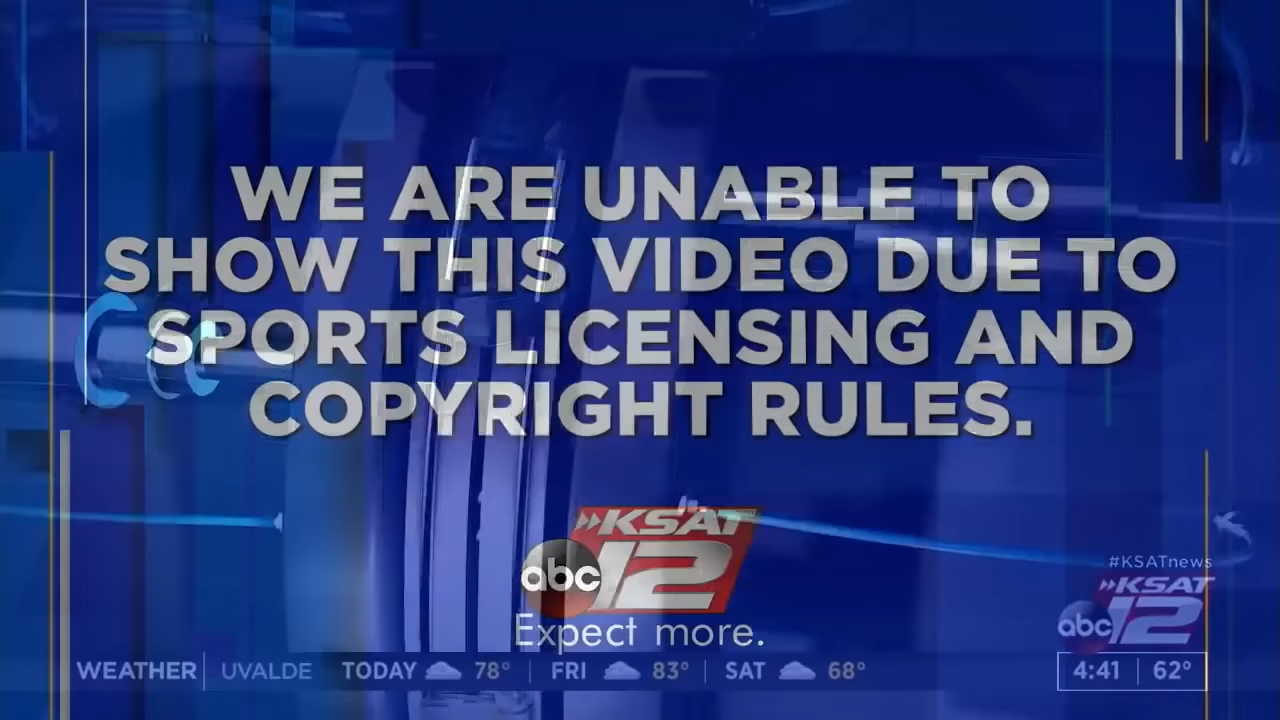 WE ARE UNABLE TO
SHOW THIS VIDEO DUE TO
SPORTS LICENSING AND
COPYRIGHT RULES.
KSAT
abc 12
Expect more.
#KSATnews
KSAT
abc 12
WEATHER UVALDE TODAY 78° FRI 83° SAT 68° 4:41 62°